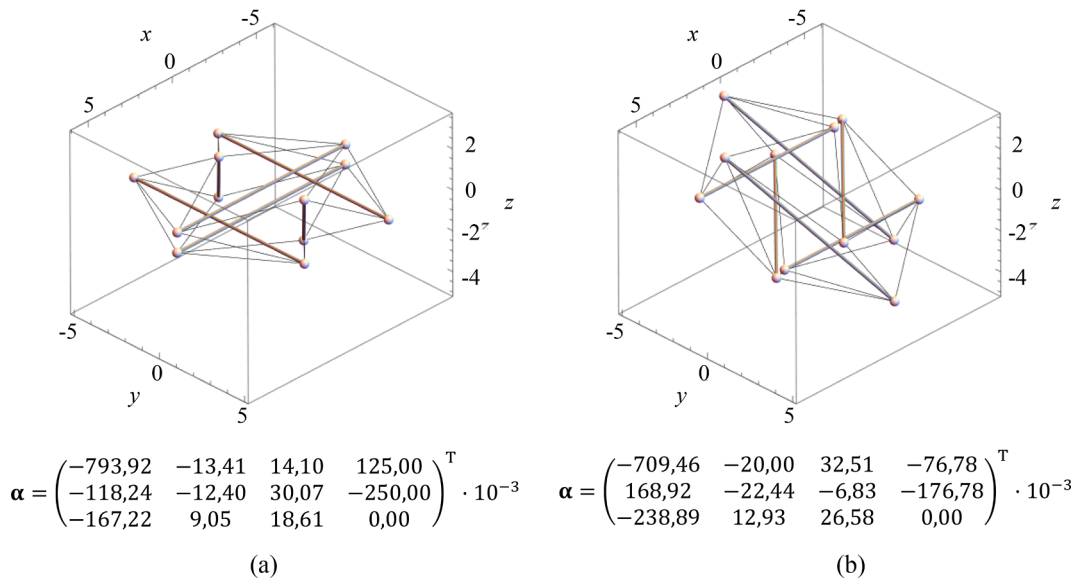 x -5 0 5
2 0 z -2 z -4
-5 0 y 5
α = (−793,92 −13,41 14,10 125,00
−118,24 −12,40 30,07 −250,00
−167,22 9,05 18,61 0,00)ᵀ · 10⁻³
(a)
x -5 0 5
2 0 z -2 z -4
-5 0 y 5
α = (−709,46 −20,00 32,51 −76,78
168,92 −22,44 −6,83 −176,78
−238,89 12,93 26,58 0,00)ᵀ · 10⁻³
(b)